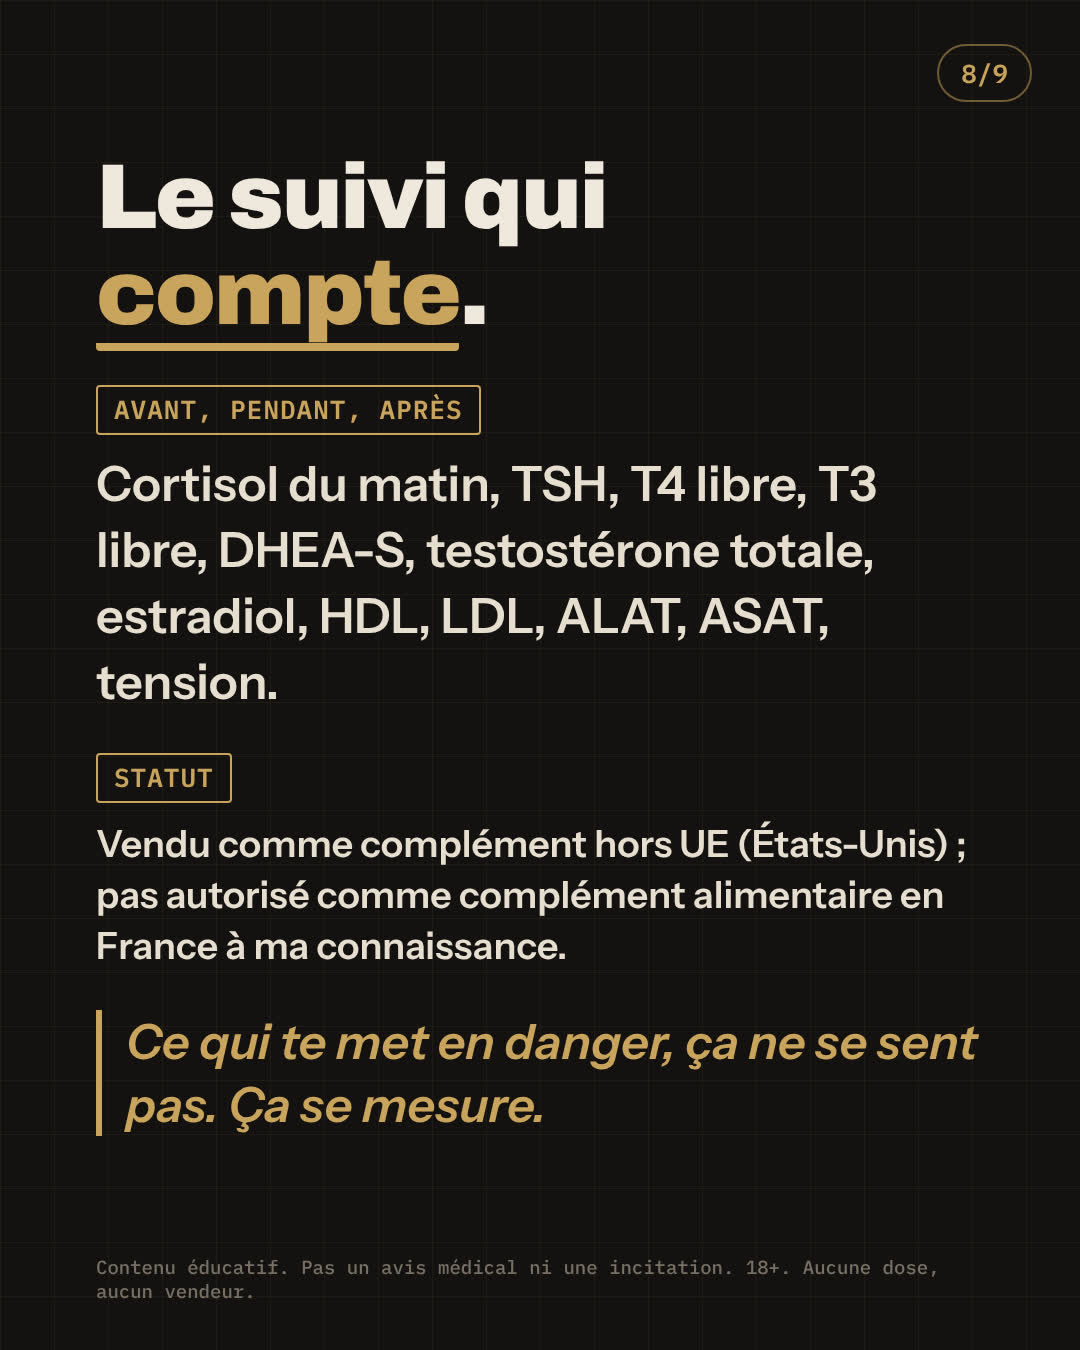 8/9
Le suivi qui
compte.
AVANT, PENDANT, APRÈS
Cortisol du matin, TSH, T4 libre, T3
libre, DHEA-S, testostérone totale,
estradiol, HDL, LDL, ALAT, ASAT,
tension.
STATUT
Vendu comme complément hors UE (États-Unis) ;
pas autorisé comme complément alimentaire en
France à ma connaissance.
Ce qui te met en danger, ça ne se sent
pas. Ça se mesure.
Contenu éducatif. Pas un avis médical ni une incitation. 18+. Aucune dose,
aucun vendeur.